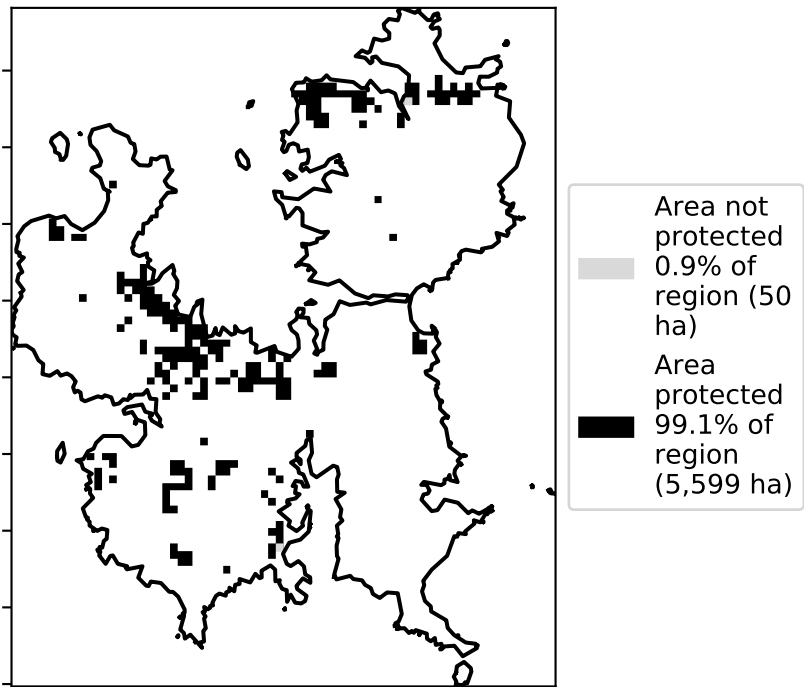 Area not
protected
0.9% of
region (50
ha)
Area
protected
99.1% of
region
(5,599 ha)